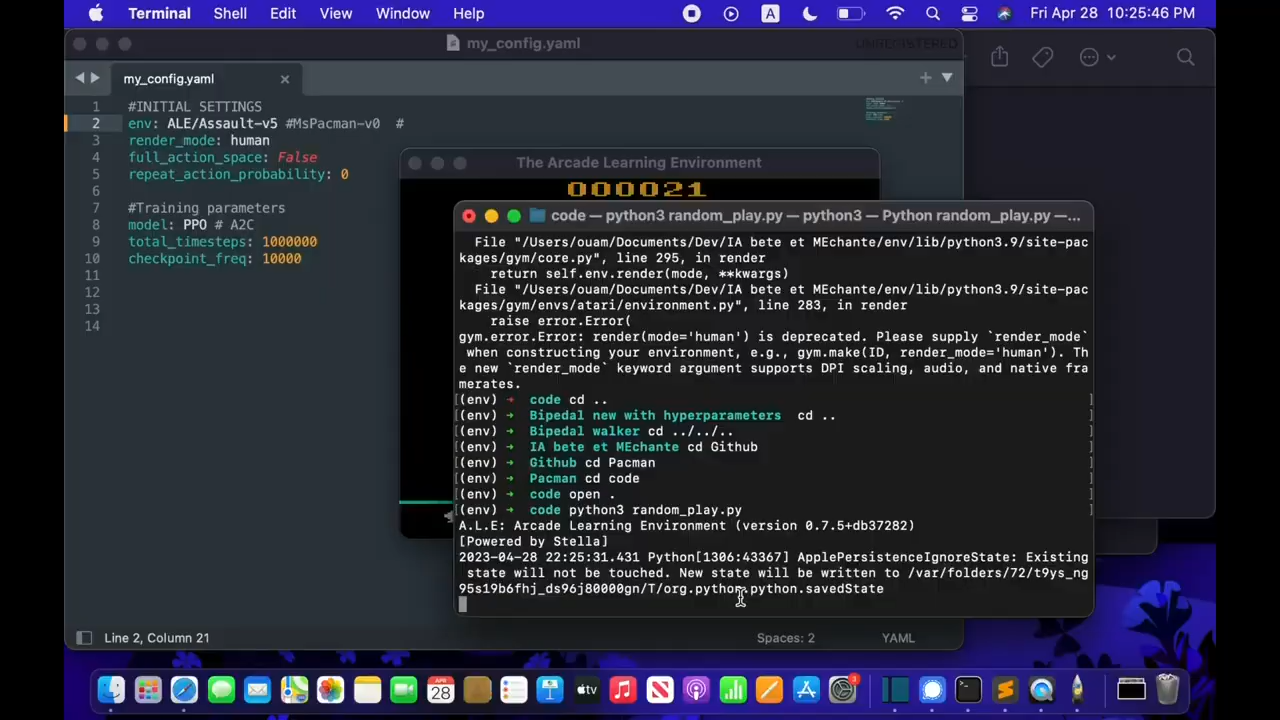 Terminal Shell Edit View Window Help A Fri Apr 28 10:25:46 PM
my_config.yaml UNREGISTERED
my_config.yaml
1 #INITIAL SETTINGS
2 env: ALE/Assault-v5 #MsPacman-v0 #
3 render_mode: human
4 full_action_space: False
5 repeat_action_probability: 0
6
7 #Training parameters
8 model: PPO # A2C
9 total_timesteps: 1000000
10 checkpoint_freq: 10000
11
12
13
14
The Arcade Learning Environment
000021
code — python3 random_play.py — python3 — Python random_play.py —...
File "/Users/ouam/Documents/Dev/IA bete et MEchante/env/lib/python3.9/site-pac
kages/gym/core.py", line 295, in render
return self.env.render(mode, **kwargs)
File "/Users/ouam/Documents/Dev/IA bete et MEchante/env/lib/python3.9/site-pac
kages/gym/envs/atari/environment.py", line 283, in render
raise error.Error(
gym.error.Error: render(mode='human') is deprecated. Please supply `render_mode`
when constructing your environment, e.g., gym.make(ID, render_mode='human'). Th
e new `render_mode` keyword argument supports DPI scaling, audio, and native fra
merates.
[(env) → code cd .. ]
[(env) → Bipedal new with hyperparameters cd .. ]
[(env) → Bipedal walker cd ../../.. ]
[(env) → IA bete et MEchante cd Github ]
[(env) → Github cd Pacman ]
[(env) → Pacman cd code ]
[(env) → code open . ]
[(env) → code python3 random_play.py ]
A.L.E: Arcade Learning Environment (version 0.7.5+db37282)
[Powered by Stella]
2023-04-28 22:25:31.431 Python[1306:43367] ApplePersistenceIgnoreState: Existing
state will not be touched. New state will be written to /var/folders/72/t9ys_ng
95s19b6fhj_ds96j80000gn/T/org.python.python.savedState
Line 2, Column 21 Spaces: 2 YAML
APR
28
tv
3